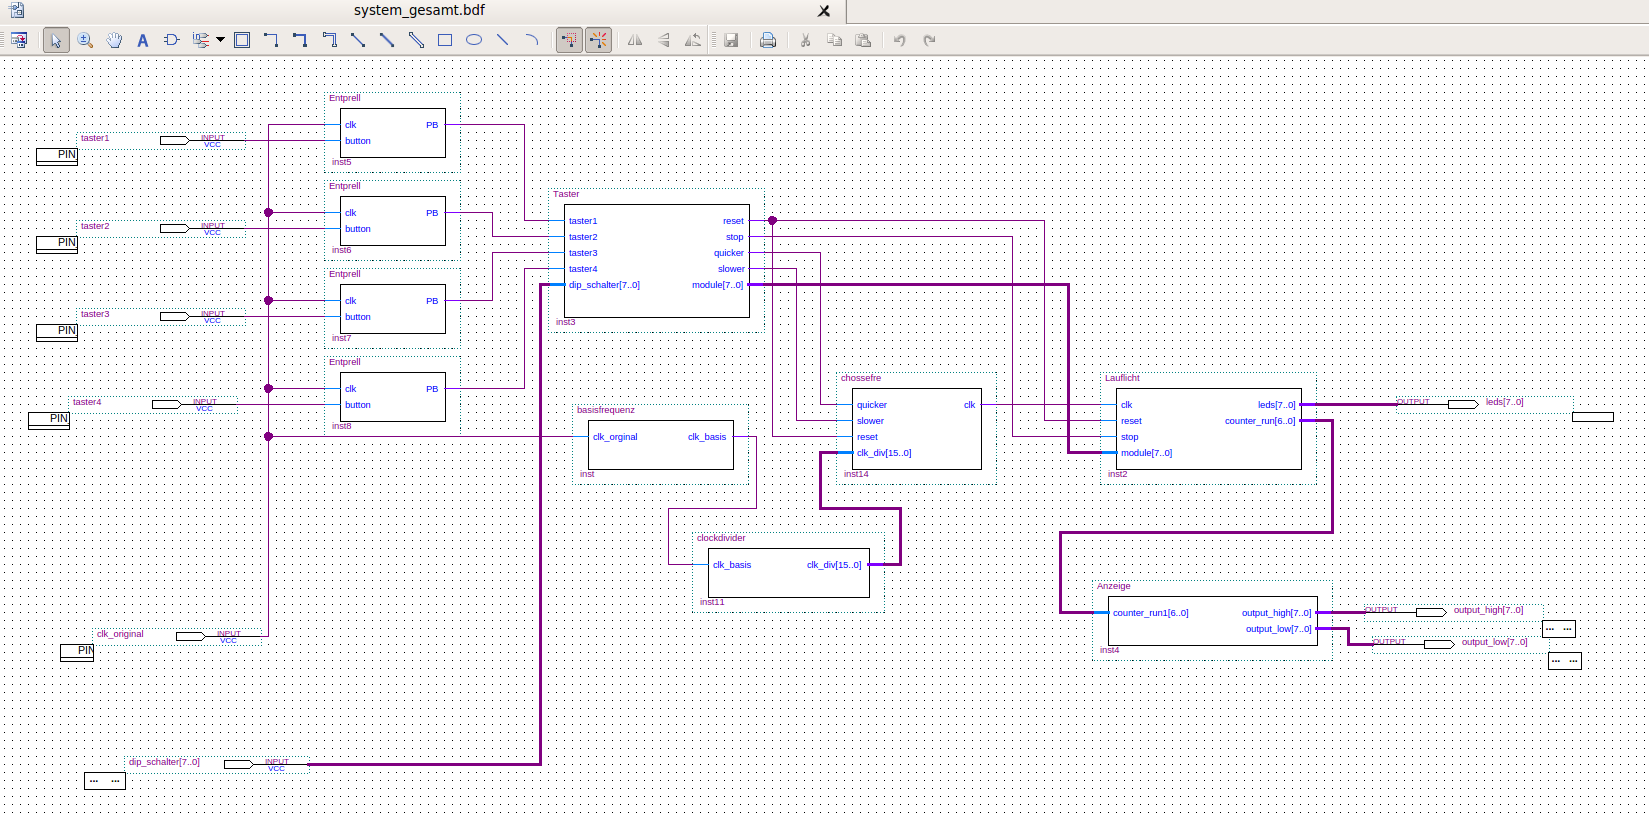 system_gesamt.bdf
Entprell
clk
PB
button
inst5
taster1
INPUT
VCC
PIN
Entprell
clk
PB
button
inst6
taster2
INPUT
VCC
PIN
Entprell
clk
PB
button
inst7
taster3
INPUT
VCC
PIN
Entprell
clk
PB
button
inst8
taster4
INPUT
VCC
PIN
Taster
taster1
reset
taster2
stop
taster3
quicker
taster4
slower
dip_schalter[7..0]
module[7..0]
inst3
basisfrequenz
clk_orginal
clk_basis
inst
chossefre
quicker
clk
slower
reset
clk_div[15..0]
inst14
Lauflicht
clk
leds[7..0]
reset
counter_run[6..0]
stop
module[7..0]
inst2
OUTPUT
leds[7..0]
clockdivider
clk_basis
clk_div[15..0]
inst11
Anzeige
counter_run1[6..0]
output_high[7..0]
output_low[7..0]
inst4
OUTPUT
output_high[7..0]
... ...
OUTPUT
output_low[7..0]
... ...
clk_original
INPUT
VCC
PIN
dip_schalter[7..0]
INPUT
VCC
... ...